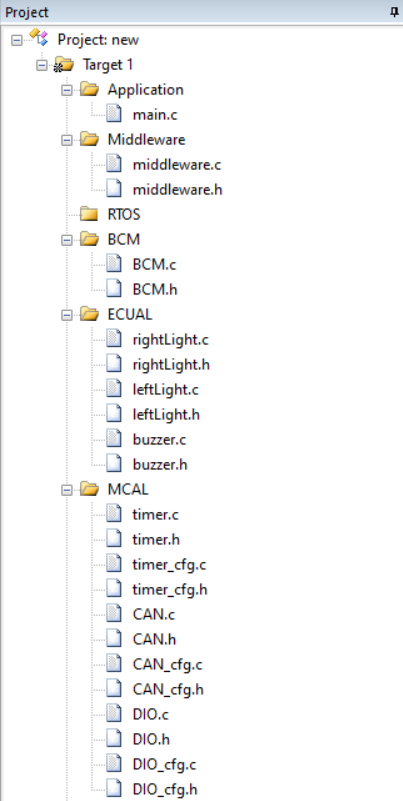 Project
Project: new
Target 1
Application
main.c
Middleware
middleware.c
middleware.h
RTOS
BCM
BCM.c
BCM.h
ECUAL
rightLight.c
rightLight.h
leftLight.c
leftLight.h
buzzer.c
buzzer.h
MCAL
timer.c
timer.h
timer_cfg.c
timer_cfg.h
CAN.c
CAN.h
CAN_cfg.c
CAN_cfg.h
DIO.c
DIO.h
DIO_cfg.c
DIO_cfg.h